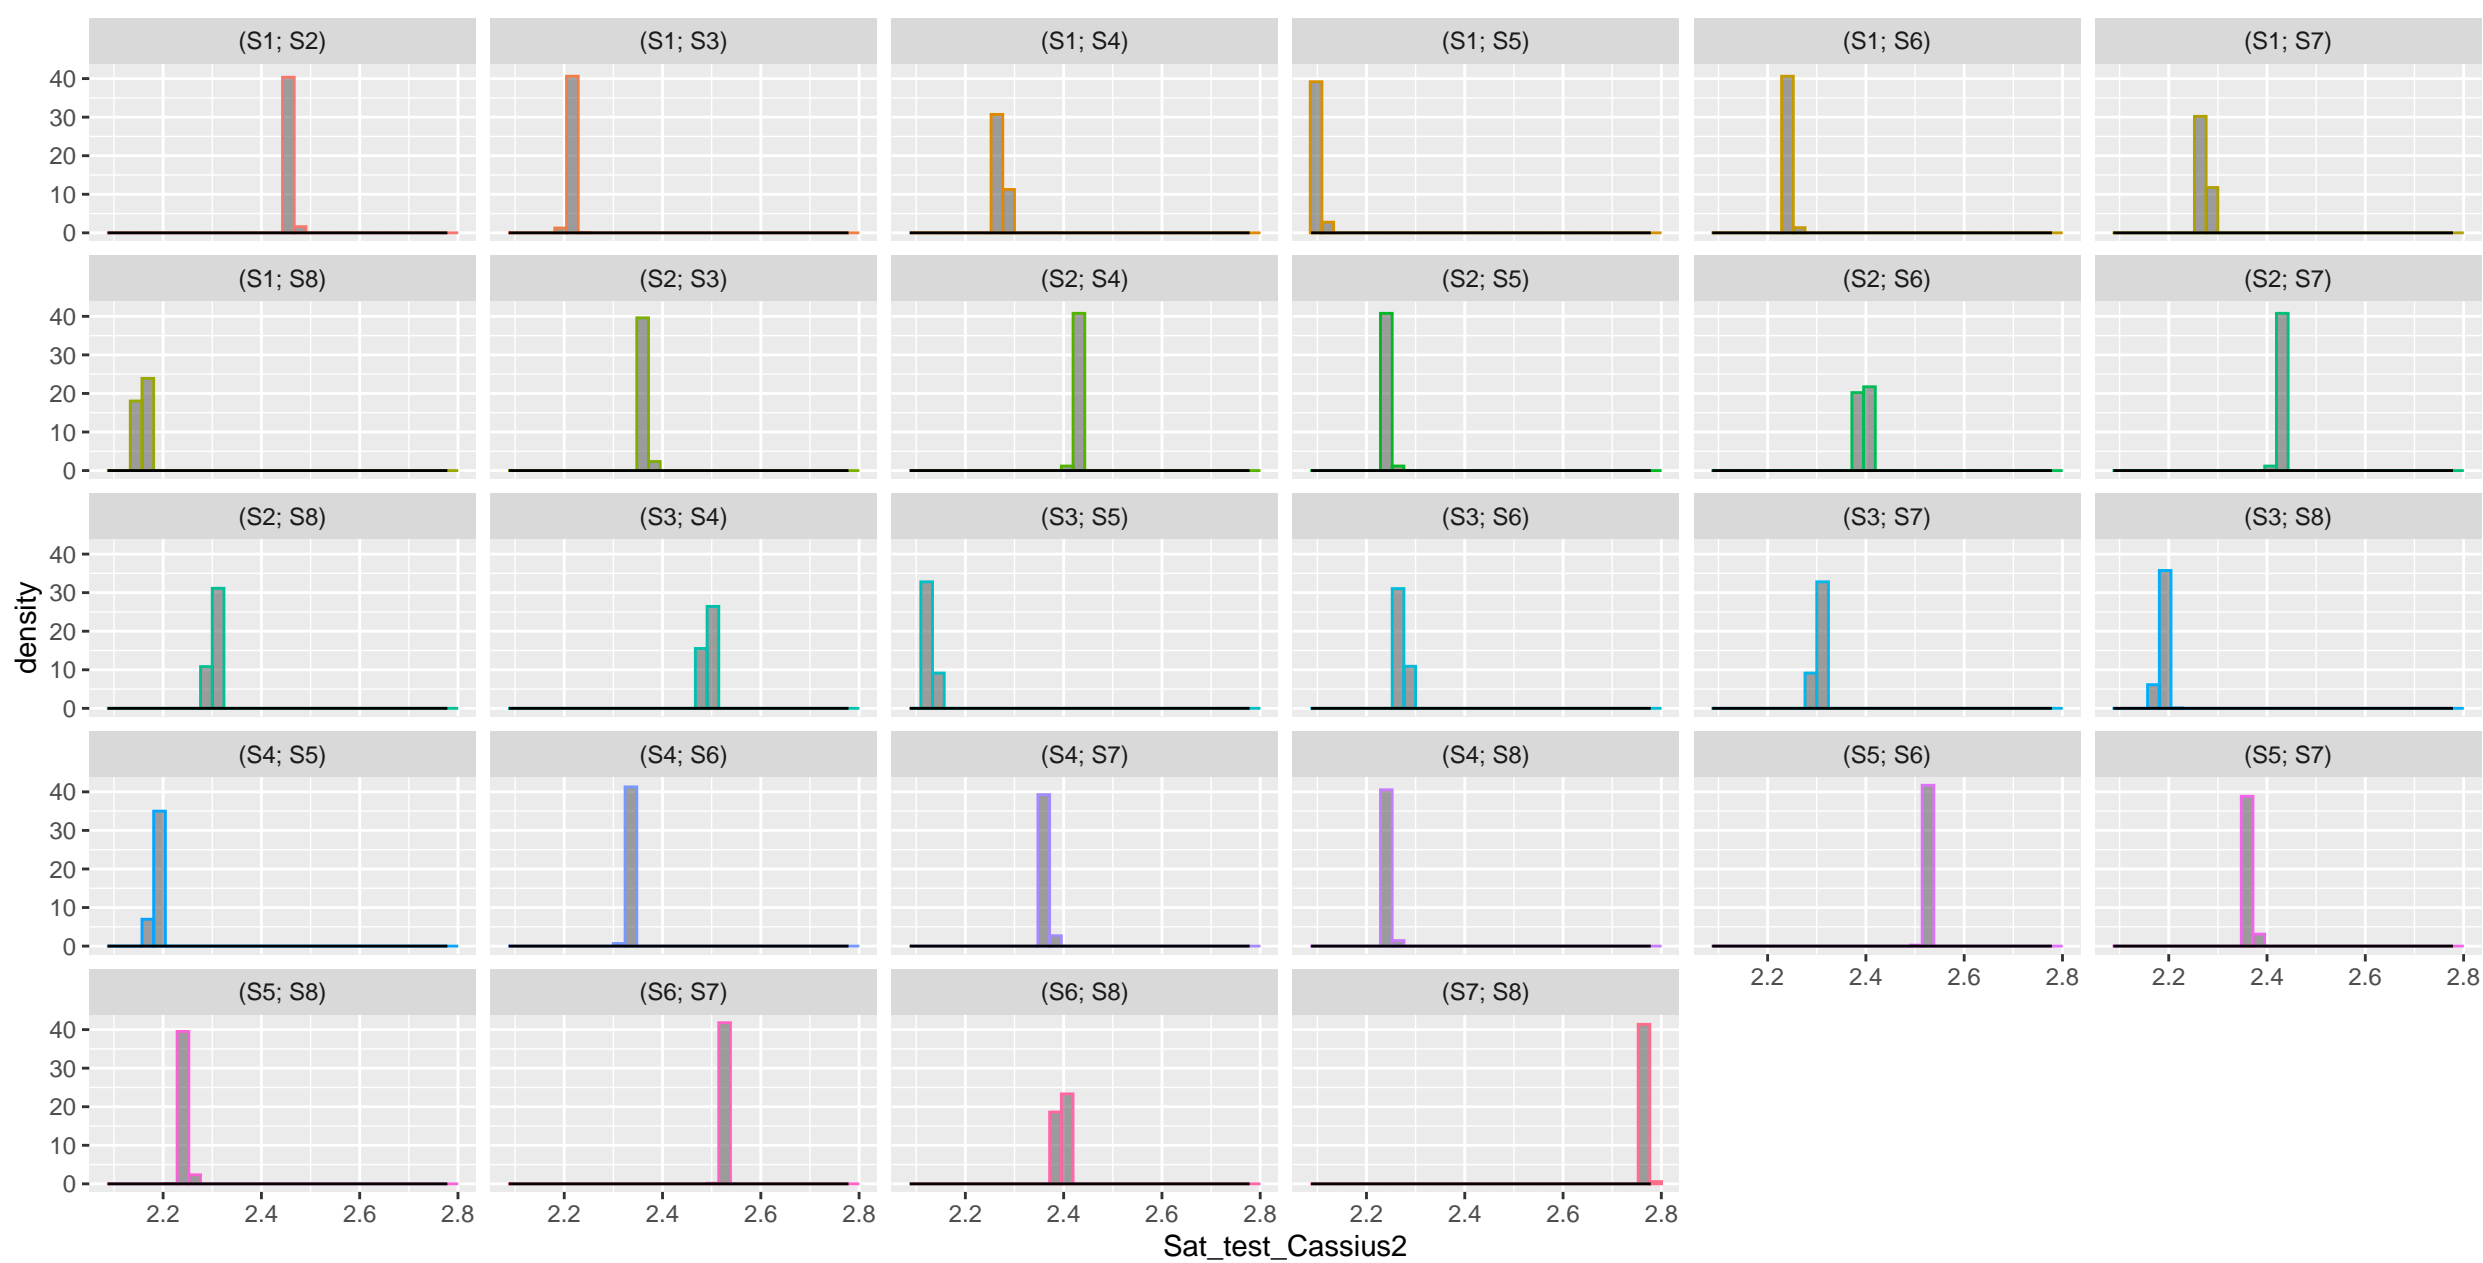 (S1; S2) (S1; S3) (S1; S4) (S1; S5) (S1; S6) (S1; S7)
40
30
20
10
0
(S1; S8) (S2; S3) (S2; S4) (S2; S5) (S2; S6) (S2; S7)
40
30
20
10
0
(S2; S8) (S3; S4) (S3; S5) (S3; S6) (S3; S7) (S3; S8)
40
30
20
10
0
density
(S4; S5) (S4; S6) (S4; S7) (S4; S8) (S5; S6) (S5; S7)
40
30
20
10
0
2.2 2.4 2.6 2.8 2.2 2.4 2.6 2.8
(S5; S8) (S6; S7) (S6; S8) (S7; S8)
40
30
20
10
0
2.2 2.4 2.6 2.8 2.2 2.4 2.6 2.8 2.2 2.4 2.6 2.8 2.2 2.4 2.6 2.8
Sat_test_Cassius2